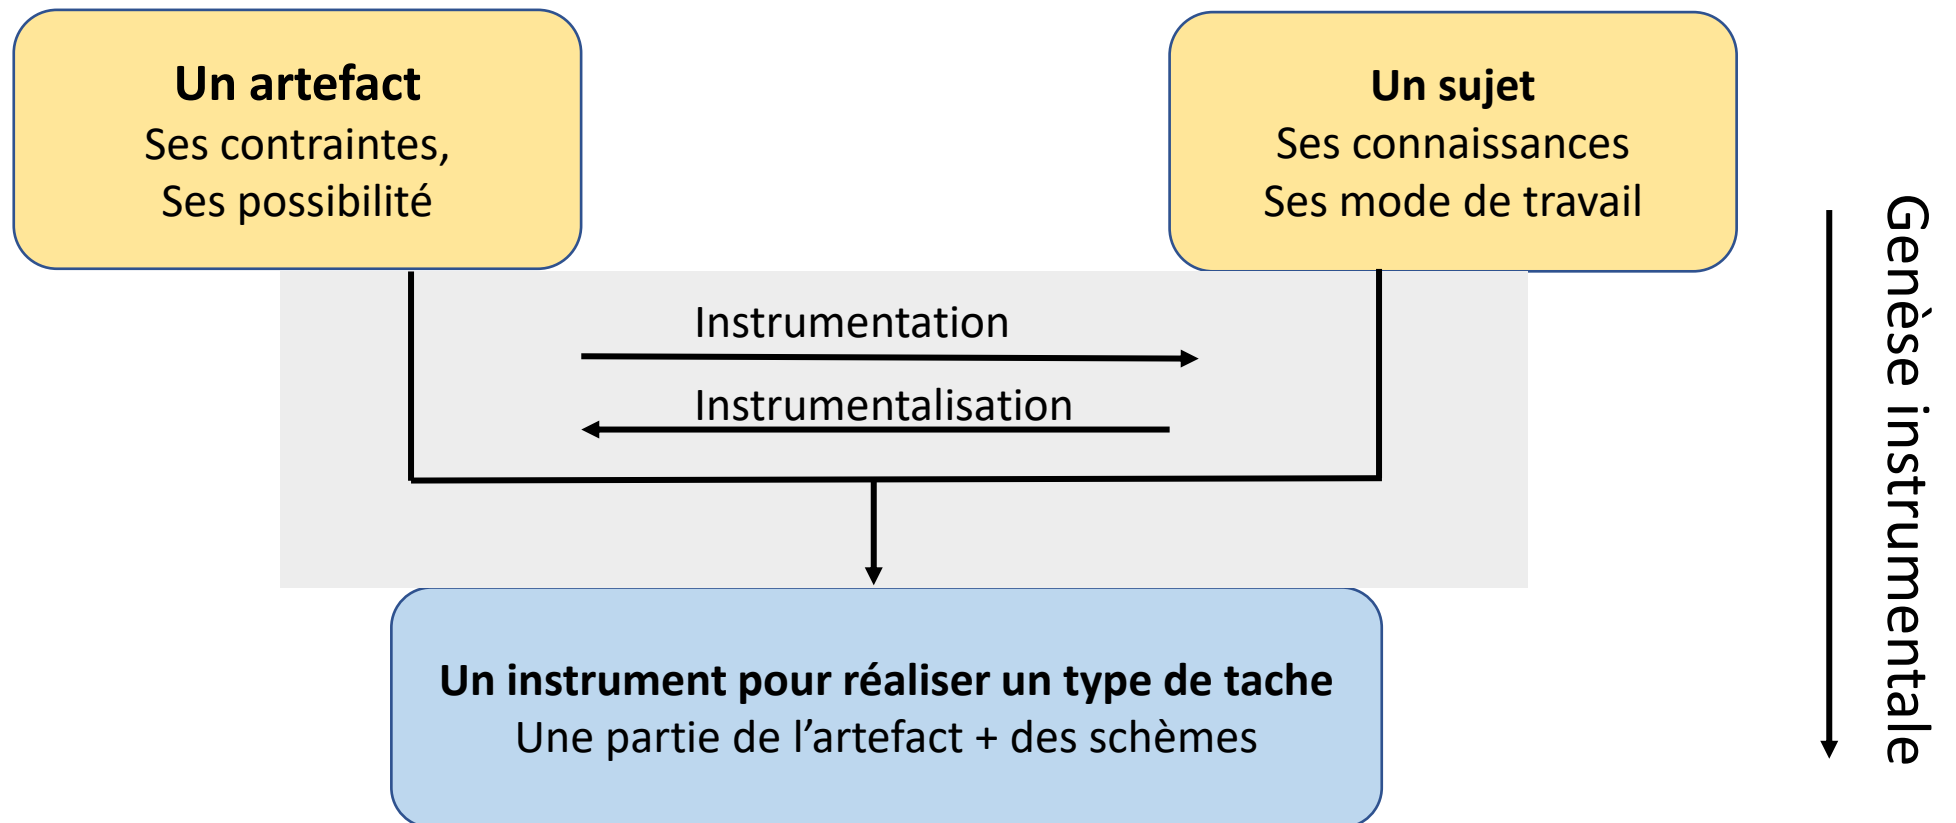 Un artefact
Ses contraintes,
Ses possibilité
Un sujet
Ses connaissances
Ses mode de travail
Instrumentation
Instrumentalisation
Un instrument pour réaliser un type de tache
Une partie de l’artefact + des schèmes
Genèse instrumentale